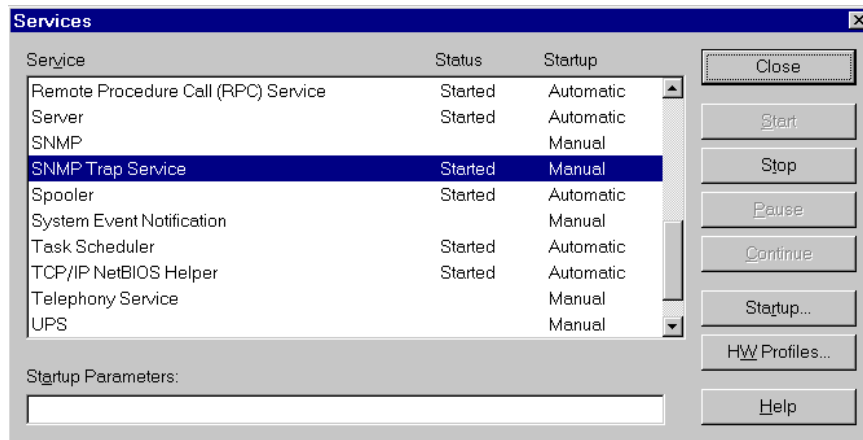 Services
Service Status Startup
Remote Procedure Call (RPC) Service Started Automatic
Server Started Automatic
SNMP Manual
SNMP Trap Service Started Manual
Spooler Started Automatic
System Event Notification Manual
Task Scheduler Started Automatic
TCP/IP NetBIOS Helper Started Automatic
Telephony Service Manual
UPS Manual
Startup Parameters:
Close
Start
Stop
Pause
Continue
Startup...
HW Profiles...
Help